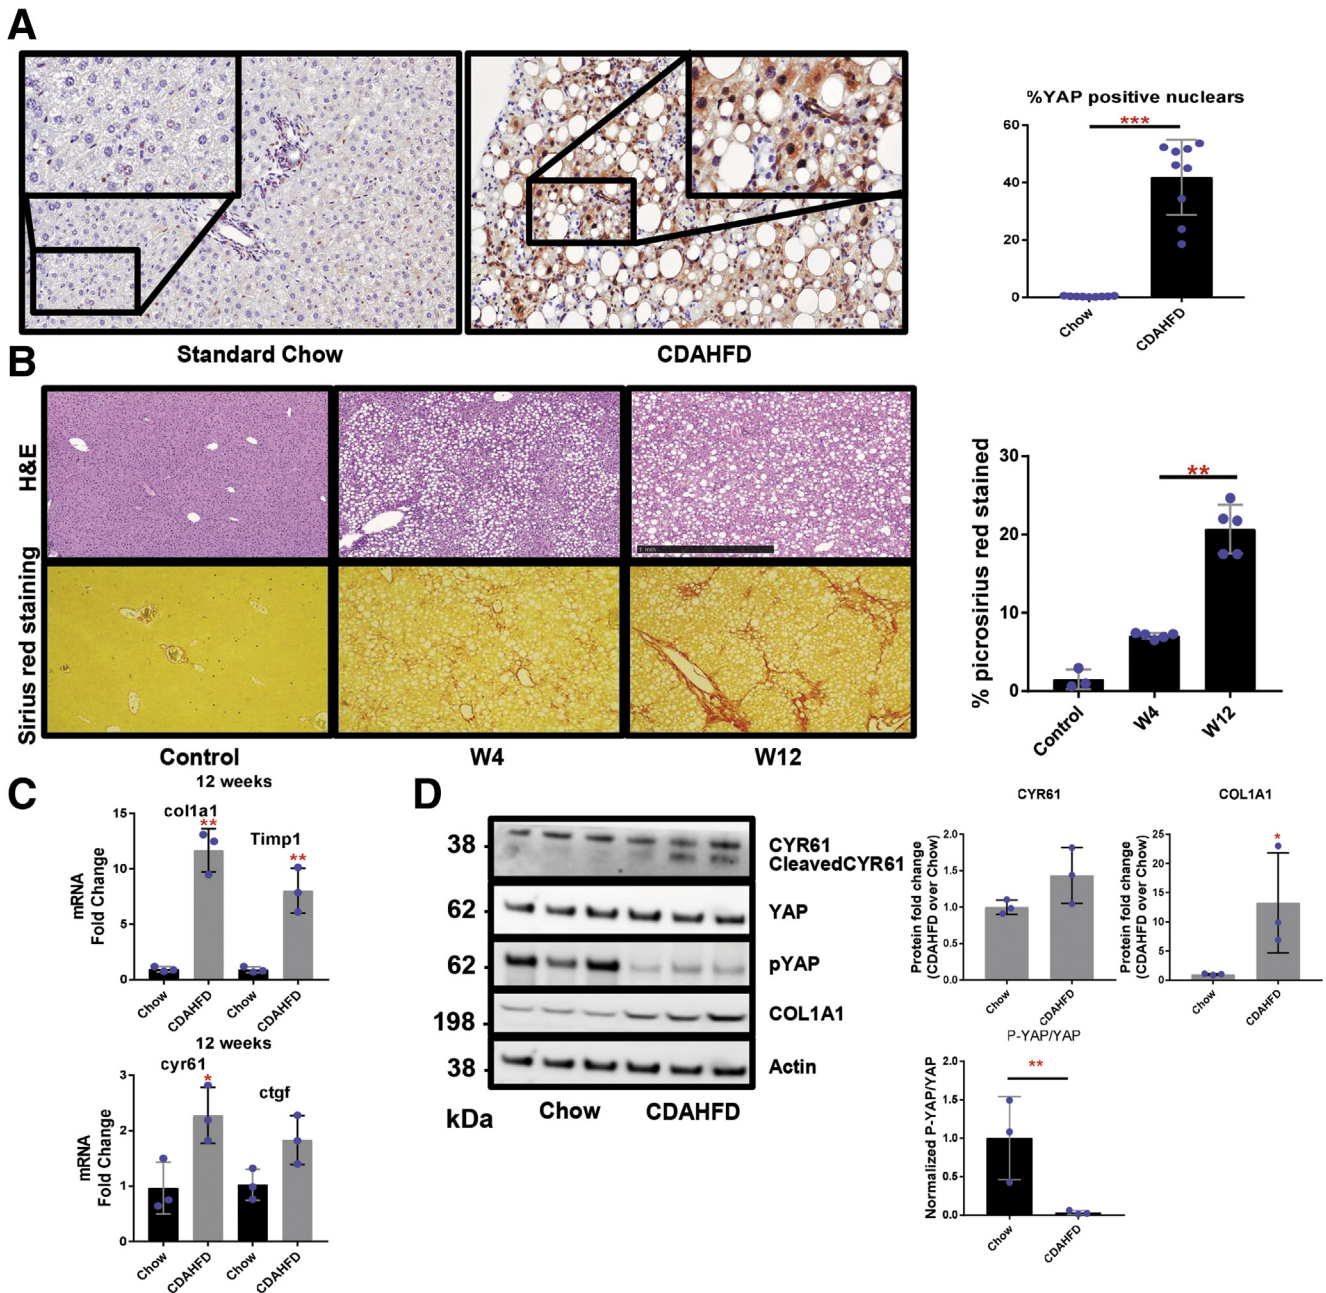 A
Standard Chow
CDAHFD
%YAP positive nuclears
***
60
40
20
0
Chow
CDAHFD
B
H&E
Sirius red staining
1 mm
Control
W4
W12
% picrosirius red stained
**
30
20
10
0
Control
W4
W12
C
12 weeks
col1a1
**
Timp1
**
mRNA
Fold Change
15
10
5
0
Chow
CDAHFD
Chow
CDAHFD
12 weeks
cyr61
*
ctgf
mRNA
Fold Change
3
2
1
0
Chow
CDAHFD
Chow
CDAHFD
D
38
CYR61
CleavedCYR61
62
YAP
62
pYAP
198
COL1A1
38
Actin
kDa
Chow
CDAHFD
CYR61
Protein fold change
(CDAHFD over Chow)
2.0
1.5
1.0
0.5
0.0
Chow
CDAHFD
COL1A1
*
Protein fold change
(CDAHFD over Chow)
25
20
15
10
5
0
Chow
CDAHFD
P-YAP/YAP
**
Normalized P-YAP/YAP
2.0
1.5
1.0
0.5
0.0
Chow
CDAHFD